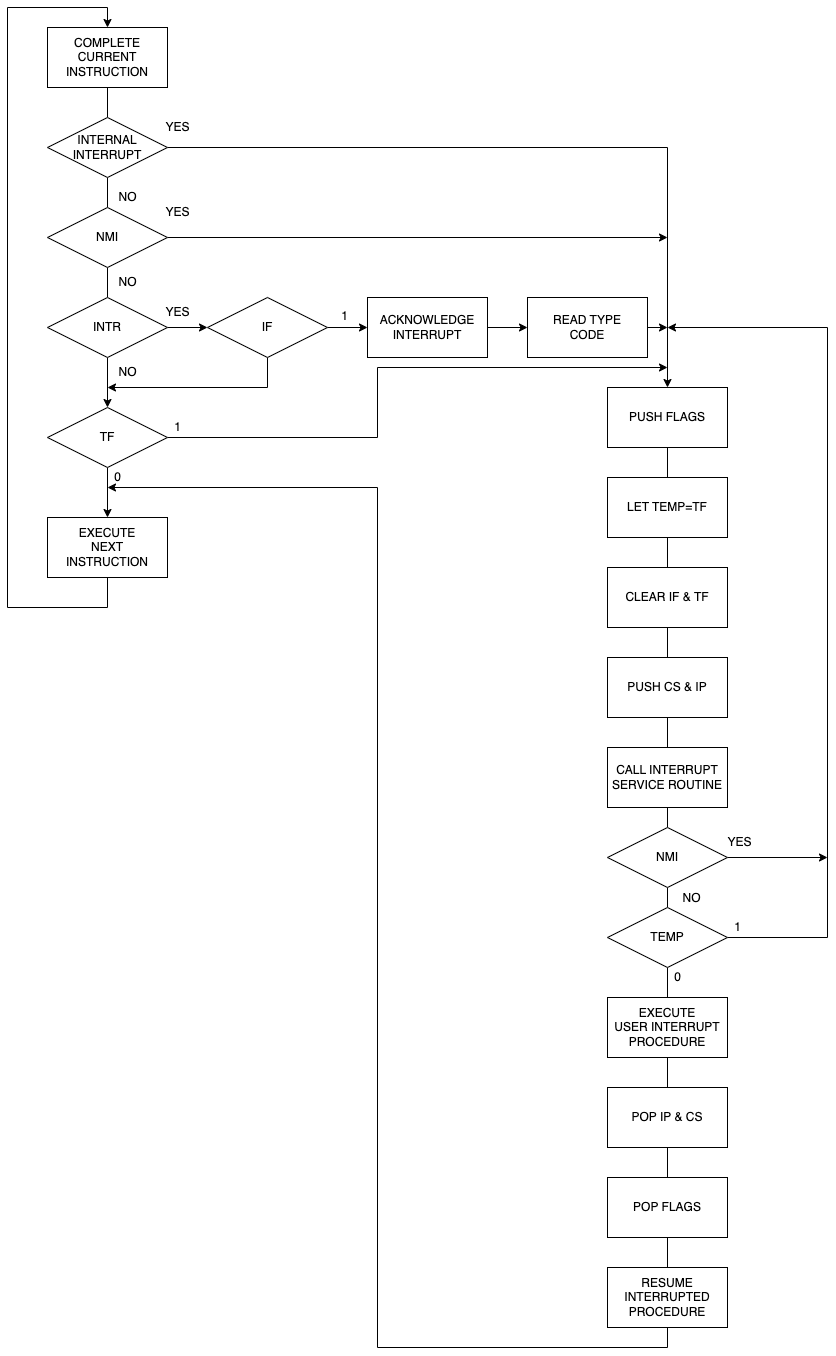 COMPLETE
CURRENT
INSTRUCTION
INTERNAL
INTERRUPT
YES
NO
NMI
YES
NO
INTR
YES
IF
1
ACKNOWLEDGE
INTERRUPT
READ TYPE
CODE
NO
TF
1
0
EXECUTE
NEXT
INSTRUCTION
PUSH FLAGS
LET TEMP=TF
CLEAR IF & TF
PUSH CS & IP
CALL INTERRUPT
SERVICE ROUTINE
NMI
YES
NO
TEMP
1
0
EXECUTE
USER INTERRUPT
PROCEDURE
POP IP & CS
POP FLAGS
RESUME
INTERRUPTED
PROCEDURE